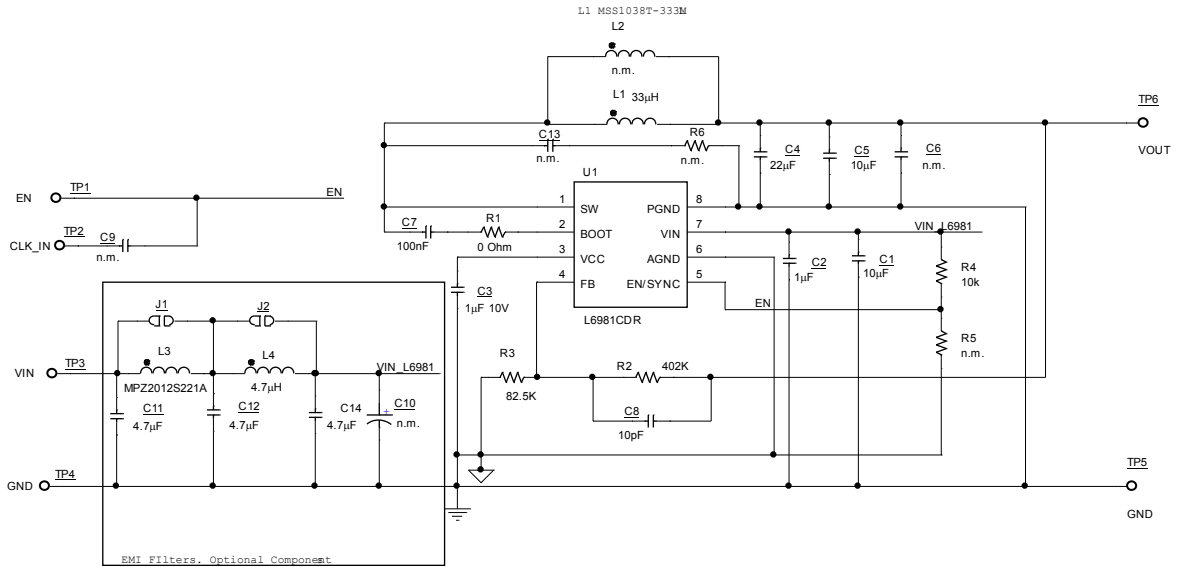 L1 MSS1038T-333M
L2
n.m.
L1 33µH
TP6
VOUT
C13
n.m.
R6
n.m.
C4
22µF
C5
10µF
C6
n.m.
U1
EN
TP1
EN
TP2
CLK_IN
C9
n.m.
1
SW
PGND
8
C7
100nF
R1
0 Ohm
2
BOOT
VIN
7
VIN_L6981
3
VCC
AGND
6
4
FB
EN/SYNC
5
EN
L6981CDR
C2
1µF
C1
10µF
R4
10k
R5
n.m.
C3
1µF 10V
J1
J2
L3
MPZ2012S221A
L4
4.7µH
VIN
TP3
VIN_L6981
C11
4.7µF
C12
4.7µF
C14
4.7µF
+
C10
n.m.
R3
82.5K
R2
402K
C8
10pF
GND
TP4
TP5
GND
EMI FIlters. Optional Component